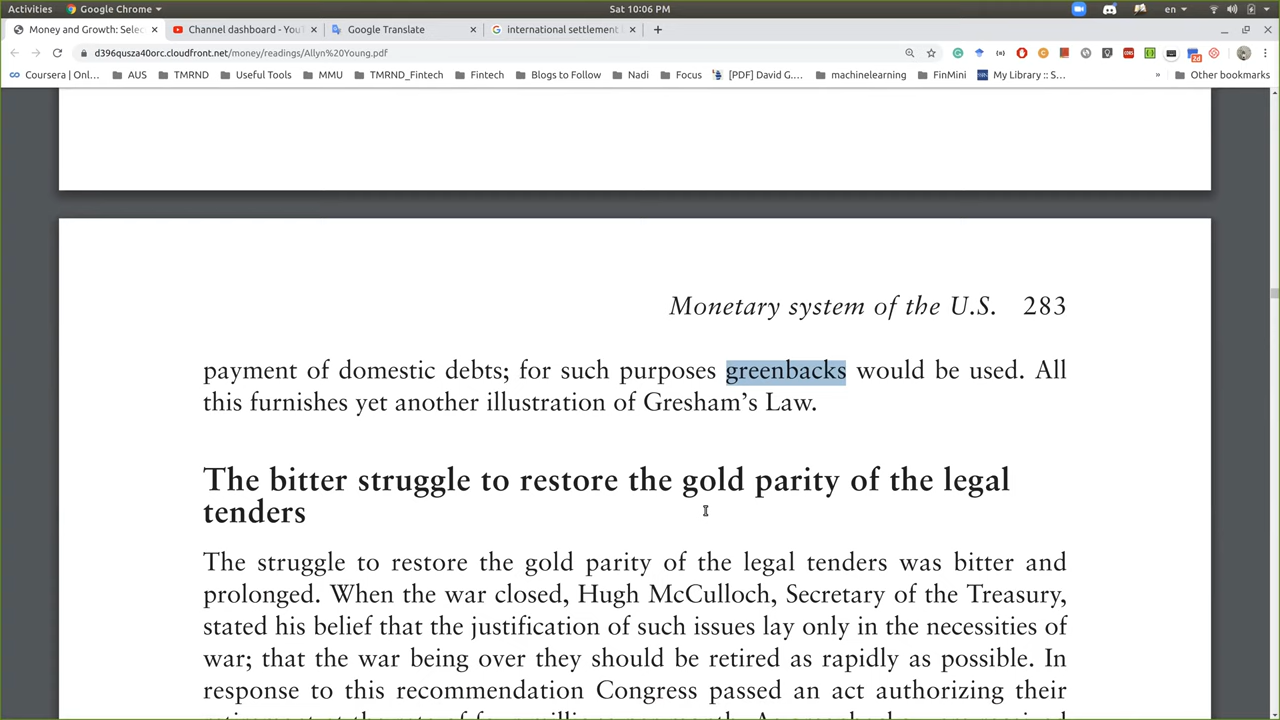 Activities Google Chrome Sat 10:06 PM en
Money and Growth: Selec Channel dashboard - You Google Translate international settlement
d396qusza40orc.cloudfront.net/money/readings/Allyn%20Young.pdf
Coursera | Onl... AUS TMRND Useful Tools MMU TMRND_Fintech Fintech Blogs to Follow Nadi Focus [PDF] David G.... machinelearning FinMini My Library :: S... » Other bookmarks
Monetary system of the U.S. 283
payment of domestic debts; for such purposes greenbacks would be used. All
this furnishes yet another illustration of Gresham’s Law.
The bitter struggle to restore the gold parity of the legal
tenders
The struggle to restore the gold parity of the legal tenders was bitter and
prolonged. When the war closed, Hugh McCulloch, Secretary of the Treasury,
stated his belief that the justification of such issues lay only in the necessities of
war; that the war being over they should be retired as rapidly as possible. In
response to this recommendation Congress passed an act authorizing their